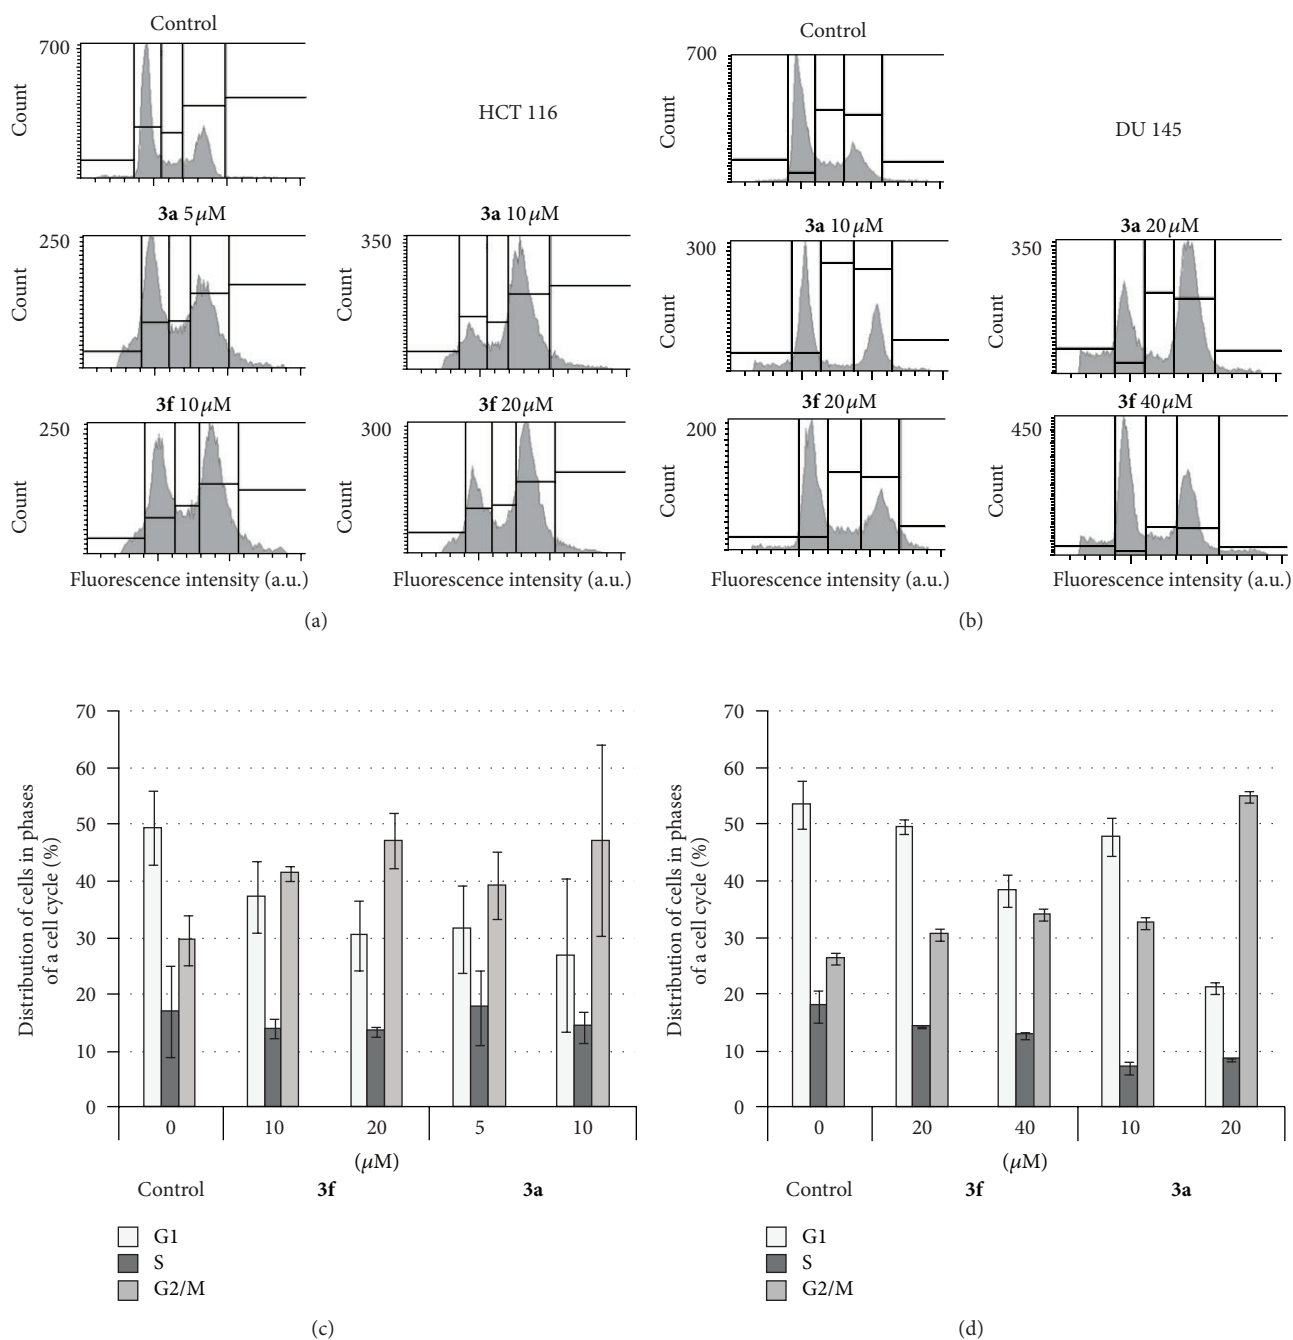 Control
700
Count
HCT 116
3a 5 μM
250
Count
3a 10 μM
350
Count
3f 10 μM
250
Count
Fluorescence intensity (a.u.)
3f 20 μM
300
Count
Fluorescence intensity (a.u.)
(a)
Control
700
Count
DU 145
3a 10 μM
300
Count
3a 20 μM
350
Count
3f 20 μM
200
Count
Fluorescence intensity (a.u.)
3f 40 μM
450
Count
Fluorescence intensity (a.u.)
(b)
Distribution of cells in phases
of a cell cycle (%)
70
60
50
40
30
20
10
0
0 10 20 5 10
(μM)
Control 3f 3a
G1
S
G2/M
(c)
Distribution of cells in phases
of a cell cycle (%)
70
60
50
40
30
20
10
0
0 20 40 10 20
(μM)
Control 3f 3a
G1
S
G2/M
(d)